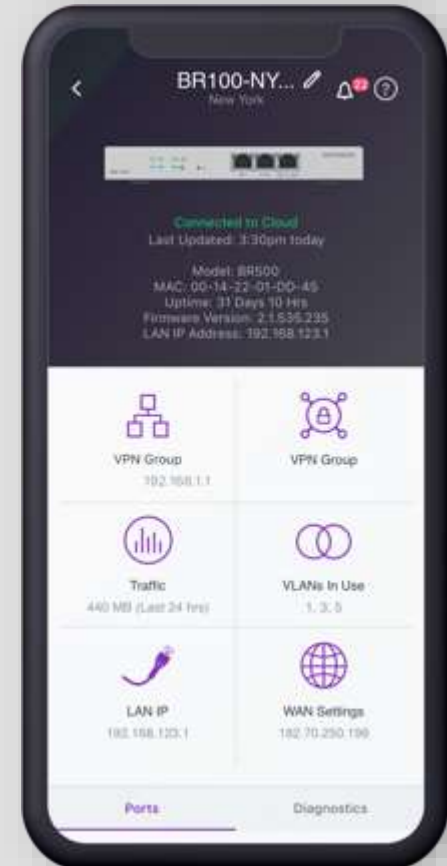 BR100-NY...
22
New York
Connected to Cloud
Last Updated: 3:30pm today
Model: BR500
MAC: 00-14-22-01-DD-45
Uptime: 31 Days 10 Hrs
Firmware Version: 2.1.535.235
LAN IP Address: 192.168.123.1
VPN Group
VPN Group
192.168.1.1
Traffic
VLANs In Use
440 MB (Last 24 hrs)
1, 3, 5
LAN IP
WAN Settings
192.168.123.1
182.70.250.198
Ports
Diagnostics